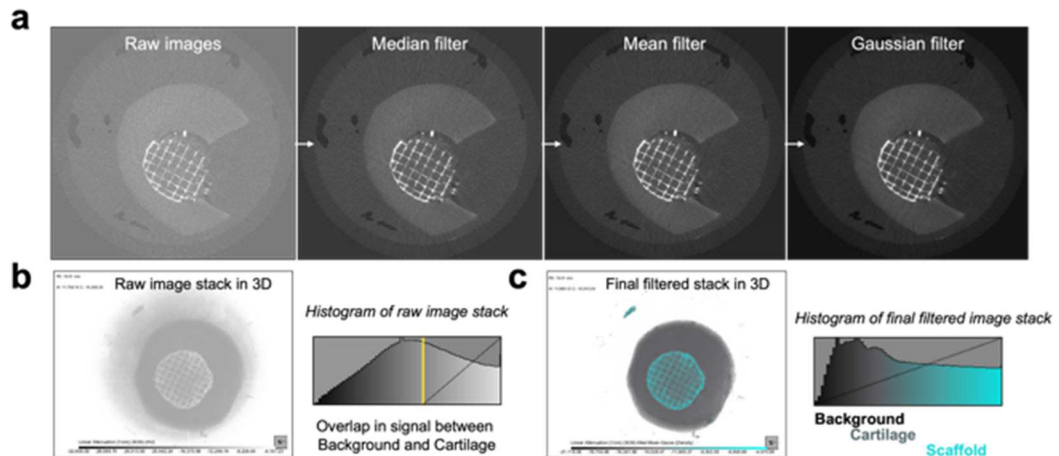 a
Raw images
Median filter
Mean filter
Gaussian filter
b
Raw image stack in 3D
Histogram of raw image stack
Overlap in signal between
Background and Cartilage
c
Final filtered stack in 3D
Histogram of final filtered image stack
Background
Cartilage
Scaffold